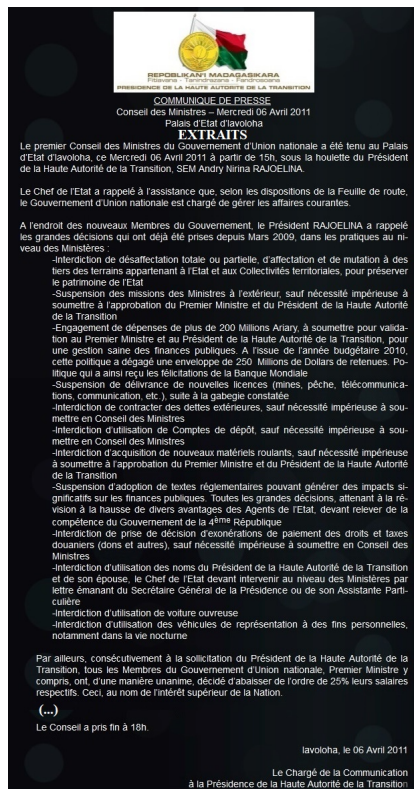 REPOBLIKAN'I MADAGASIKARA
Fitiavana - Tanindrazana - Fandrosoana
PRESIDENCE DE LA HAUTE AUTORITE DE LA TRANSITION
COMMUNIQUE DE PRESSE
Conseil des Ministres – Mercredi 06 Avril 2011
Palais d'Etat d'Iavoloha
EXTRAITS
Le premier Conseil des Ministres du Gouvernement d'Union nationale a été tenu au Palais
d'Etat d'Iavoloha, ce Mercredi 06 Avril 2011 à partir de 15h, sous la houlette du Président
de la Haute Autorité de la Transition, SEM Andry Nirina RAJOELINA.
Le Chef de l'Etat a rappelé à l'assistance que, selon les dispositions de la Feuille de route,
le Gouvernement d'Union nationale est chargé de gérer les affaires courantes.
A l'endroit des nouveaux Membres du Gouvernement, le Président RAJOELINA a rappelé
les grandes décisions qui ont déjà été prises depuis Mars 2009, dans les pratiques au ni-
veau des Ministères :
-Interdiction de désaffectation totale ou partielle, d'affectation et de mutation à des
tiers des terrains appartenant à l'Etat et aux Collectivités territoriales, pour préserver
le patrimoine de l'Etat
-Suspension des missions des Ministres à l'extérieur, sauf nécessité impérieuse à
soumettre à l'approbation du Premier Ministre et du Président de la Haute Autorité
de la Transition
-Engagement de dépenses de plus de 200 Millions Ariary, à soumettre pour valida-
tion au Premier Ministre et au Président de la Haute Autorité de la Transition, pour
une gestion saine des finances publiques. A l'issue de l'année budgétaire 2010,
cette politique a dégagé une enveloppe de 250 Millions de Dollars de retenues. Po-
litique qui a ainsi reçu les félicitations de la Banque Mondiale
-Suspension de délivrance de nouvelles licences (mines, pêche, télécommunica-
tions, communication, etc.), suite à la gabegie constatée
-Interdiction de contracter des dettes extérieures, sauf nécessité impérieuse à sou-
mettre en Conseil des Ministres
-Interdiction d'utilisation de Comptes de dépôt, sauf nécessité impérieuse à sou-
mettre en Conseil des Ministres
-Interdiction d'acquisition de nouveaux matériels roulants, sauf nécessité impérieuse
à soumettre à l'approbation du Premier Ministre et du Président de la Haute Autorité
de la Transition
-Suspension d'adoption de textes réglementaires pouvant générer des impacts si-
gnificatifs sur les finances publiques. Toutes les grandes décisions, attenant à la ré-
vision à la hausse de divers avantages des Agents de l'Etat, devant relever de la
compétence du Gouvernement de la 4ème République
-Interdiction de prise de décision d'exonérations de paiement des droits et taxes
douaniers (dons et autres), sauf nécessité impérieuse à soumettre en Conseil des
Ministres
-Interdiction d'utilisation des noms du Président de la Haute Autorité de la Transition
et de son épouse, le Chef de l'Etat devant intervenir au niveau des Ministères par
lettre émanant du Secrétaire Général de la Présidence ou de son Assistante Parti-
culière
-Interdiction d'utilisation de voiture ouvreuse
-Interdiction d'utilisation des véhicules de représentation à des fins personnelles,
notamment dans la vie nocturne
Par ailleurs, consécutivement à la sollicitation du Président de la Haute Autorité de la
Transition, tous les Membres du Gouvernement d'Union nationale, Premier Ministre y
compris, ont, d'une manière unanime, décidé d'abaisser de l'ordre de 25% leurs salaires
respectifs. Ceci, au nom de l'intérêt supérieur de la Nation.
(...)
Le Conseil a pris fin à 18h.
Iavoloha, le 06 Avril 2011
Le Chargé de la Communication
à la Présidence de la Haute Autorité de la Transition